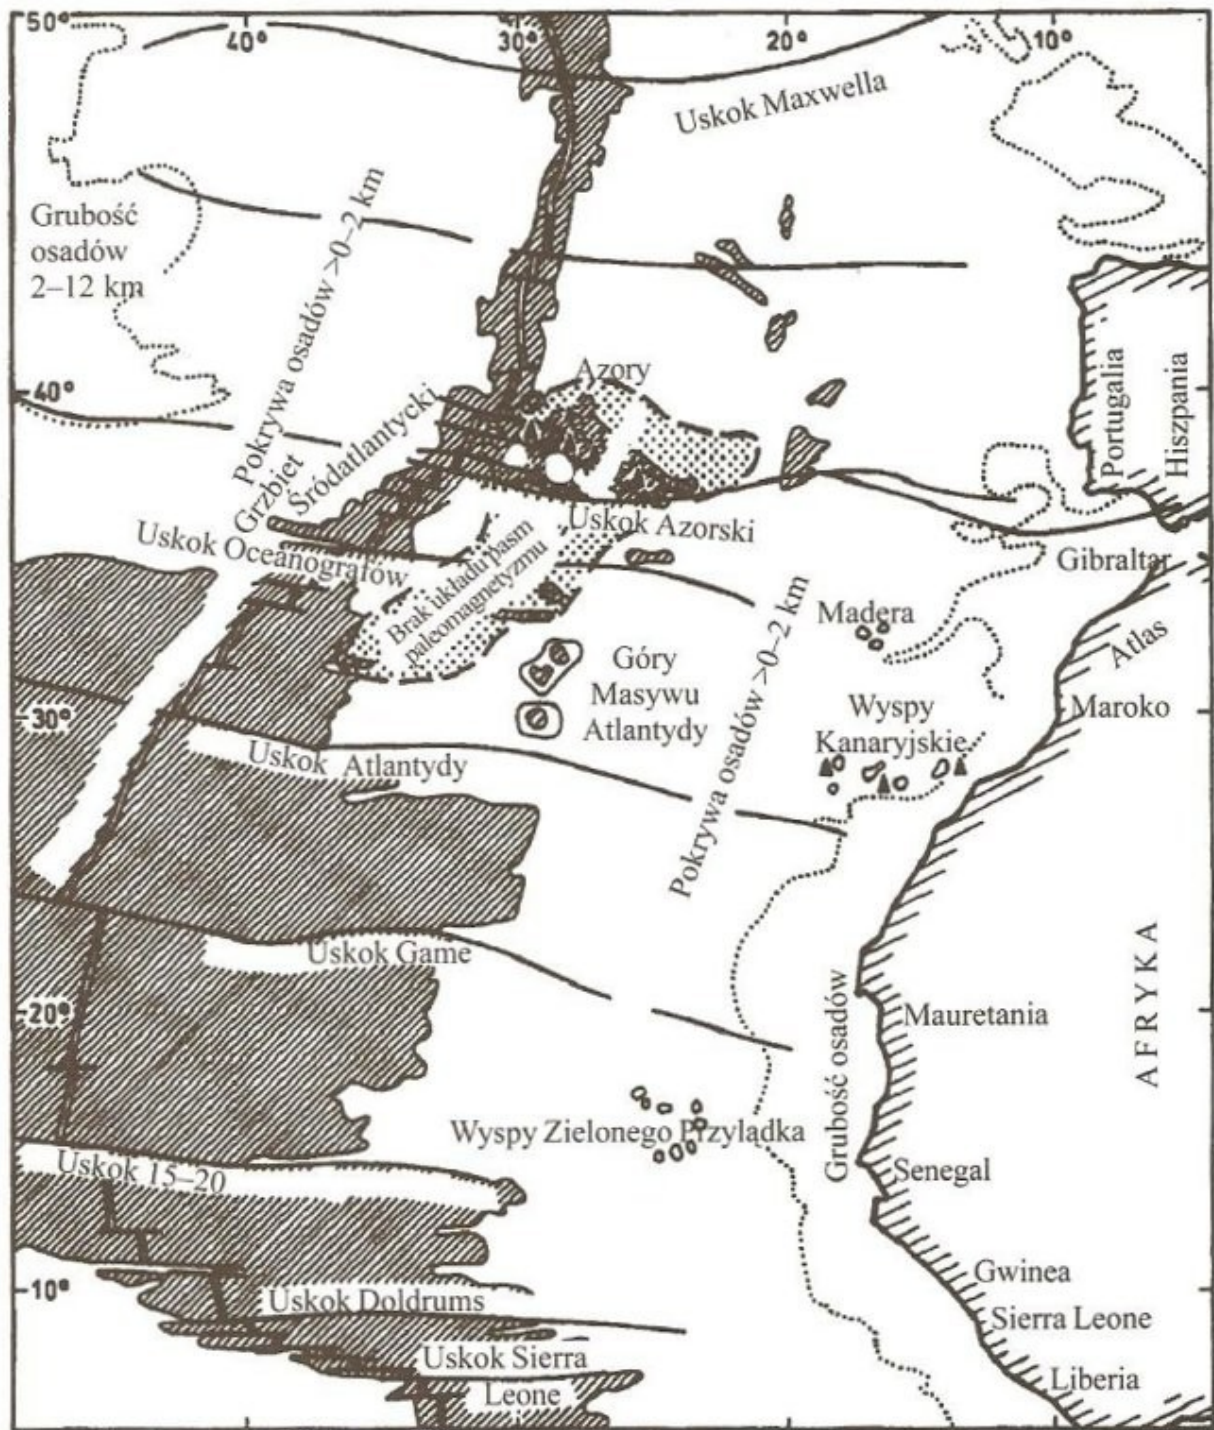 50°
40°
30°
20°
10°
Uskok Maxwella
Grubość
osadów
2–12 km
Pokrywa osadów >0–2 km
40°
Azory
Grzbiet
Śródatlantycki
Portugalia
Hiszpania
Uskok Azorski
Uskok Oceanografów
Brak układu pasm
paleomagnetyzmu
Gibraltar
Madera
Atlas
Góry
Masywu
Atlantydy
Pokrywa osadów >0–2 km
Wyspy
Kanaryjskie
Maroko
30°
Uskok Atlantydy
Uskok Game
20°
Grubość osadów
Mauretania
AFRYKA
Wyspy Zielonego Przylądka
Uskok 15–20
Senegal
10°
Gwinea
Uskok Doldrums
Sierra Leone
Uskok Sierra
Leone
Liberia